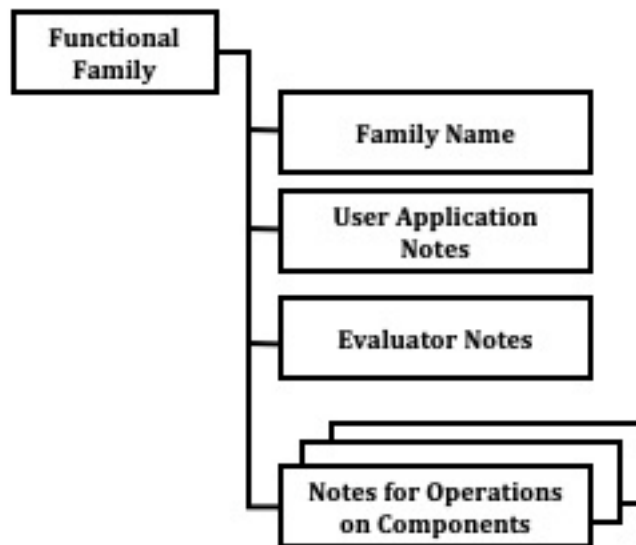 Functional
Family
Family Name
User Application
Notes
Evaluator Notes
Notes for Operations
on Components